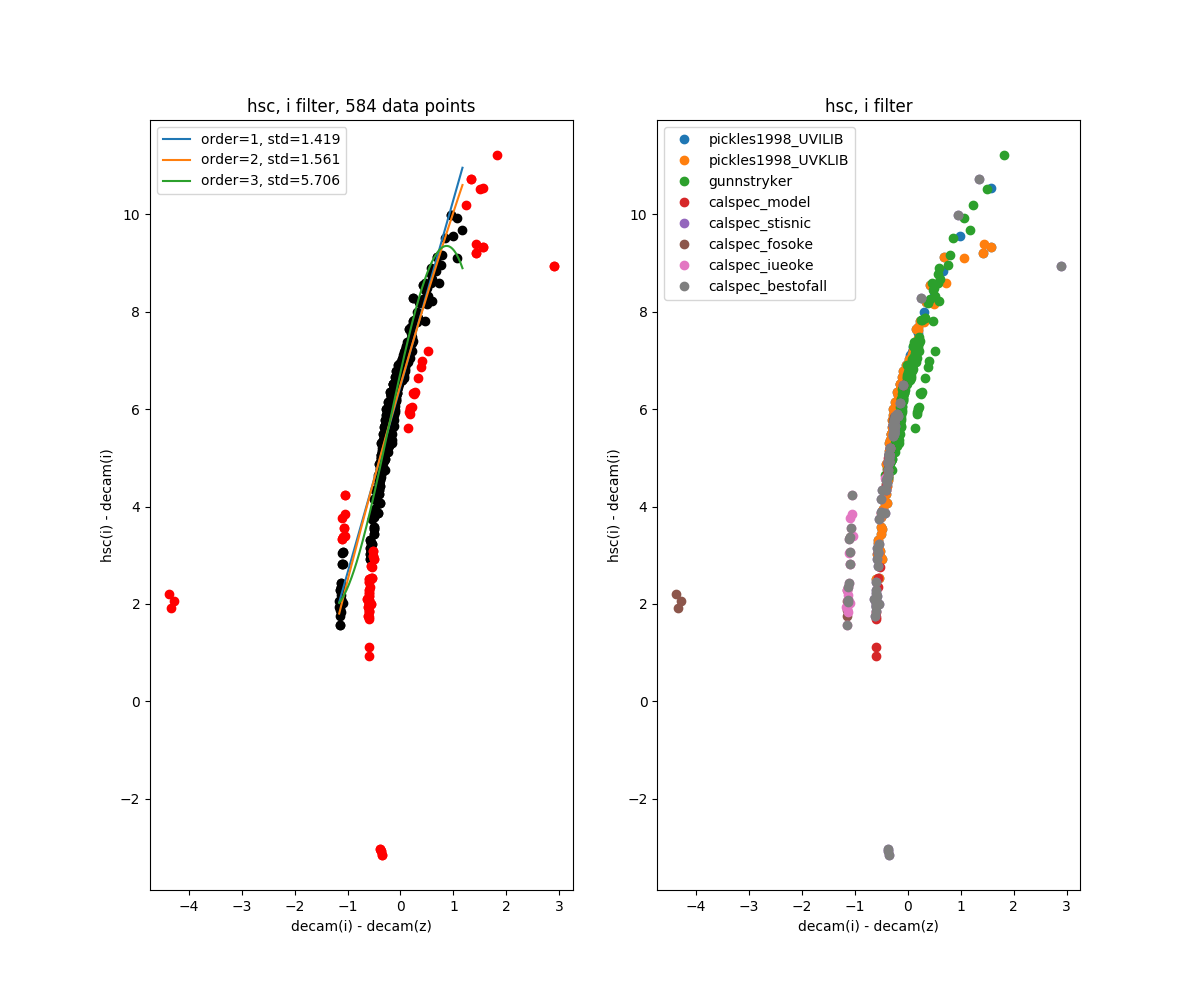 hsc, i filter, 584 data points
order=1, std=1.419
order=2, std=1.561
order=3, std=5.706
10
8
6
4
2
0
−2
hsc(i) - decam(i)
−4
−3
−2
−1
0
1
2
3
decam(i) - decam(z)
hsc, i filter
pickles1998_UVILIB
pickles1998_UVKLIB
gunnstryker
calspec_model
calspec_stisnic
calspec_fosoke
calspec_iueoke
calspec_bestofall
10
8
6
4
2
0
−2
hsc(i) - decam(i)
−4
−3
−2
−1
0
1
2
3
decam(i) - decam(z)